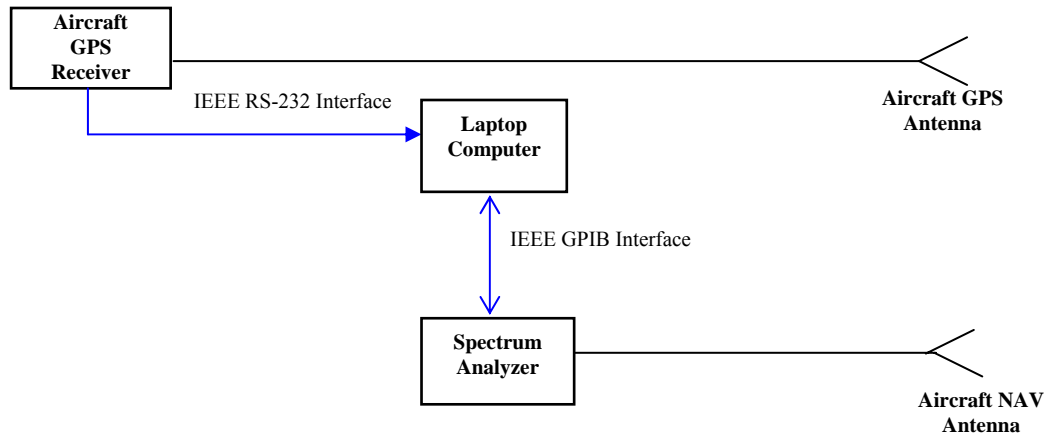 Aircraft
GPS
Receiver
IEEE RS-232 Interface
Aircraft GPS
Antenna
Laptop
Computer
IEEE GPIB Interface
Spectrum
Analyzer
Aircraft NAV
Antenna